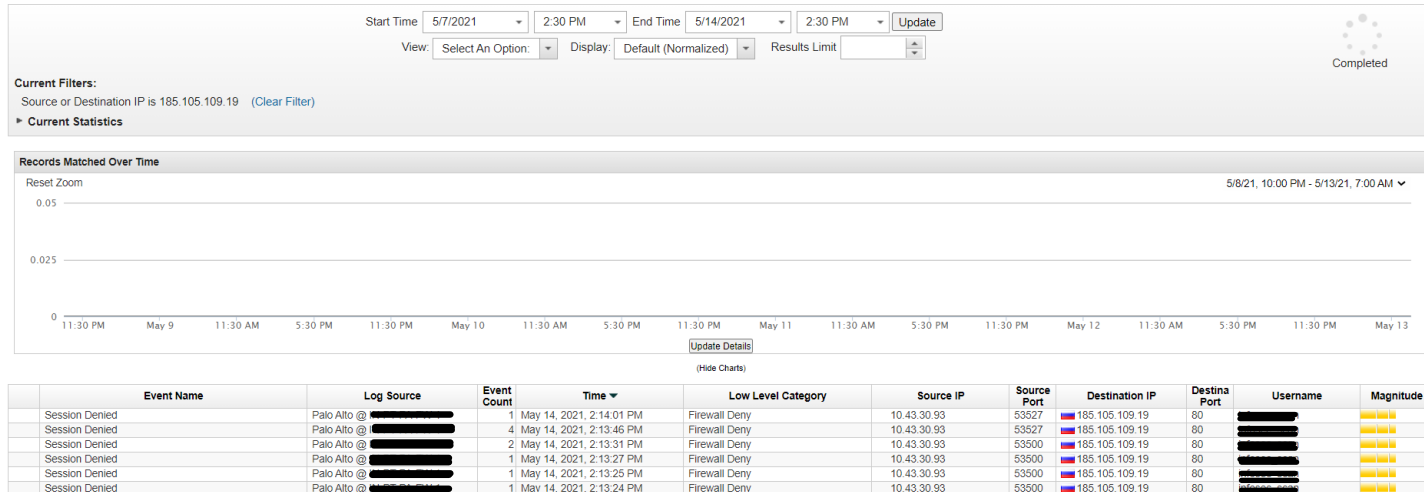 Start Time 5/7/2021 2:30 PM End Time 5/14/2021 2:30 PM Update
View: Select An Option: Display: Default (Normalized) Results Limit
Completed
Current Filters:
Source or Destination IP is 185.105.109.19 (Clear Filter)
Current Statistics
Records Matched Over Time
Reset Zoom 5/8/21, 10:00 PM - 5/13/21, 7:00 AM
0.05
0.025
0
11:30 PM May 9 11:30 AM 5:30 PM 11:30 PM May 10 11:30 AM 5:30 PM 11:30 PM May 11 11:30 AM 5:30 PM 11:30 PM May 12 11:30 AM 5:30 PM 11:30 PM May 13
Update Details
(Hide Charts)
Event Name Log Source Event Count Time Low Level Category Source IP Source Port Destination IP Destina Port Username Magnitude
Session Denied Palo Alto @ 1 May 14, 2021, 2:14:01 PM Firewall Deny 10.43.30.93 53527 185.105.109.19 80
Session Denied Palo Alto @ 4 May 14, 2021, 2:13:46 PM Firewall Deny 10.43.30.93 53527 185.105.109.19 80
Session Denied Palo Alto @ 2 May 14, 2021, 2:13:31 PM Firewall Deny 10.43.30.93 53500 185.105.109.19 80
Session Denied Palo Alto @ 1 May 14, 2021, 2:13:27 PM Firewall Deny 10.43.30.93 53500 185.105.109.19 80
Session Denied Palo Alto @ 1 May 14, 2021, 2:13:25 PM Firewall Deny 10.43.30.93 53500 185.105.109.19 80
Session Denied Palo Alto @ 1 May 14, 2021, 2:13:24 PM Firewall Deny 10.43.30.93 53500 185.105.109.19 80